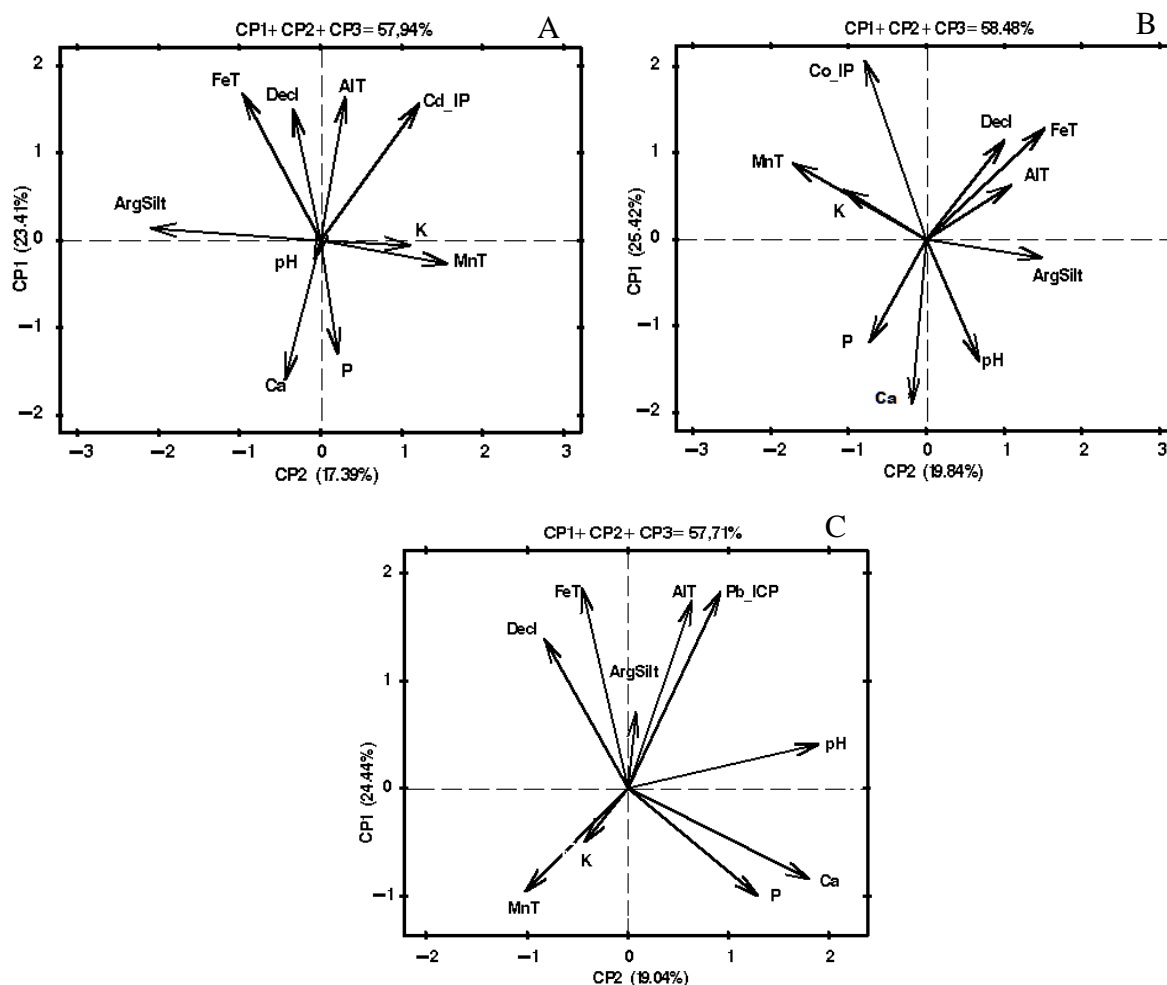 A
CP1+ CP2 + CP3= 57,94%
2
1
0
−1
−2
CP1 (23.41%)
FeT
Decl
AlT
Cd_IP
ArgSilt
K
pH
MnT
Ca
P
−3
−2
−1
0
1
2
3
CP2 (17.39%)
B
CP1+ CP2 + CP3= 58.48%
2
1
0
−1
−2
CP1 (25.42%)
Co_IP
Decl
FeT
MnT
AlT
K
ArgSilt
P
pH
Ca
−3
−2
−1
0
1
2
3
CP2 (19.84%)
C
CP1+ CP2 + CP3= 57,71%
2
1
0
−1
CP1 (24.44%)
FeT
AlT
Pb_ICP
Decl
ArgSilt
pH
K
Ca
P
MnT
−2
−1
0
1
2
CP2 (19.04%)